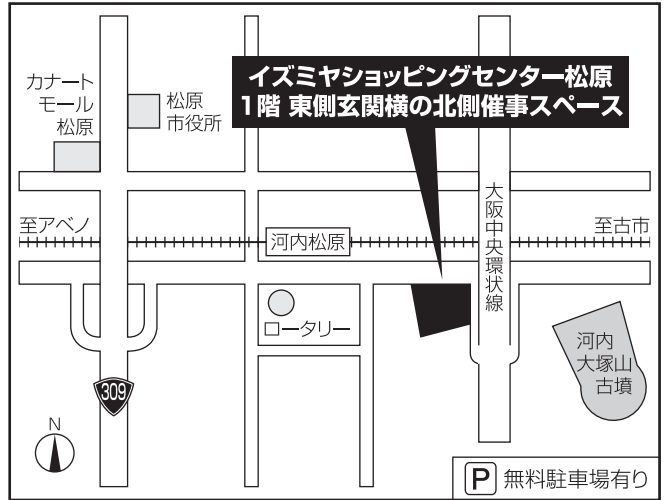 イズミヤショッピングセンター松原
1階 東側玄関横の北側催事スペース
カナート
モール
松原
松原
市役所
至アベノ
河内松原
大阪中央環状線
至古市
ロータリー
河内
大塚山
古墳
309
N
P 無料駐車場有り